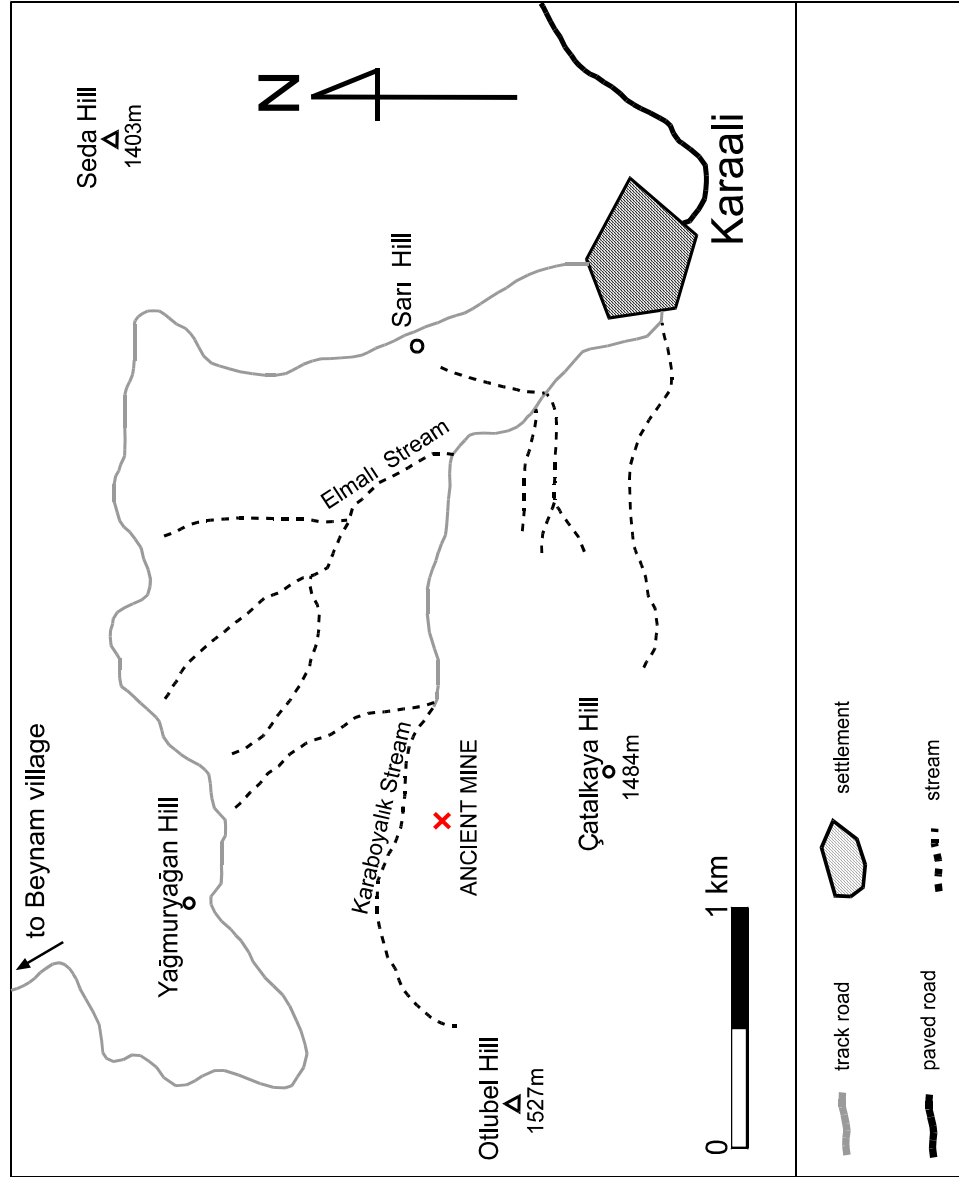 to Beynam village
Seda Hill
1403m
N
Yağmuryağan Hill
Sarı Hill
Elmalı Stream
Karaboyalık Stream
ANCIENT MINE
Otlubel Hill
1527m
Çatalkaya Hill
1484m
Karaali
0
1 km
track road
settlement
paved road
stream